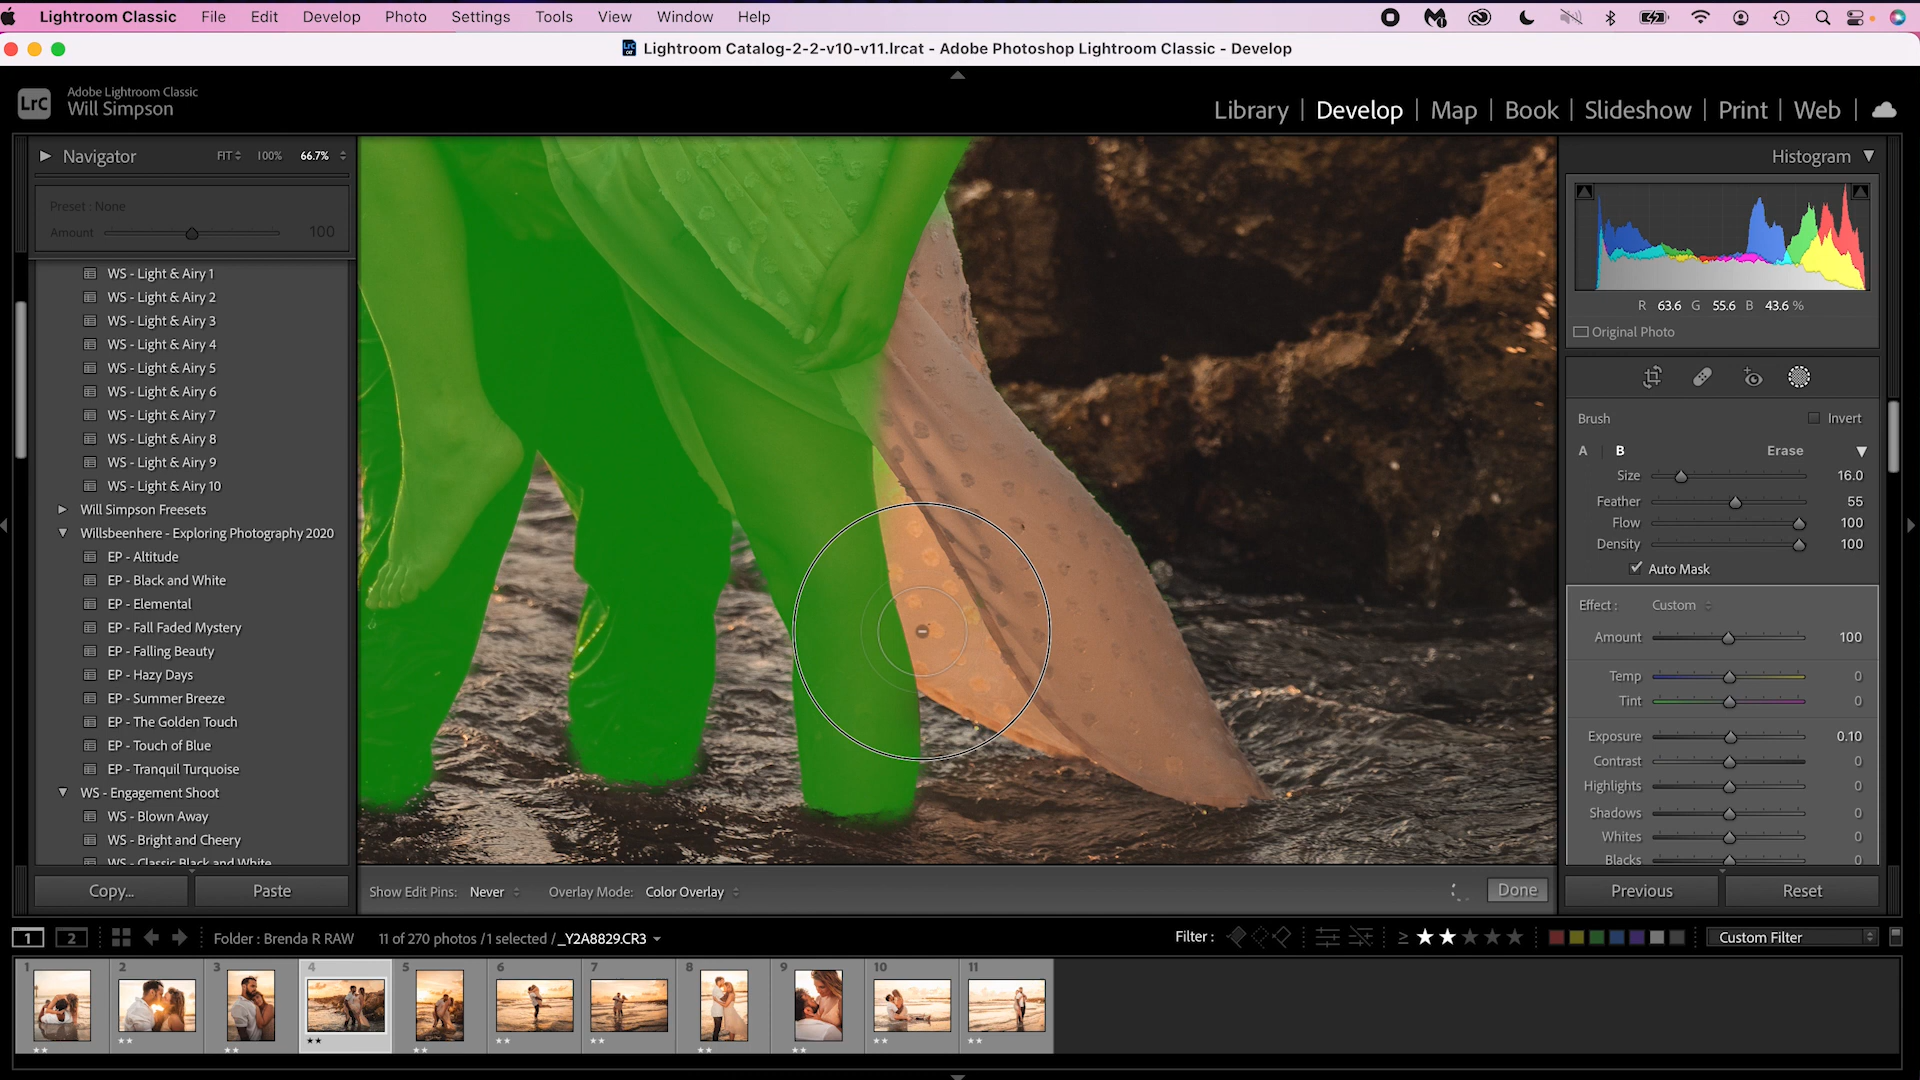 Lightroom Classic File Edit Develop Photo Settings Tools View Window Help
Lightroom Catalog-2-2-v10-v11.lrcat - Adobe Photoshop Lightroom Classic - Develop
LrC
Adobe Lightroom Classic
Will Simpson
Library | Develop | Map | Book | Slideshow | Print | Web
Navigator FIT 100% 66.7%
Preset : None
Amount 100
WS - Light & Airy 1
WS - Light & Airy 2
WS - Light & Airy 3
WS - Light & Airy 4
WS - Light & Airy 5
WS - Light & Airy 6
WS - Light & Airy 7
WS - Light & Airy 8
WS - Light & Airy 9
WS - Light & Airy 10
Will Simpson Freesets
Willsbeenhere - Exploring Photography 2020
EP - Altitude
EP - Black and White
EP - Elemental
EP - Fall Faded Mystery
EP - Falling Beauty
EP - Hazy Days
EP - Summer Breeze
EP - The Golden Touch
EP - Touch of Blue
EP - Tranquil Turquoise
WS - Engagement Shoot
WS - Blown Away
WS - Bright and Cheery
WS - Classic Black and White
Copy... Paste
Show Edit Pins: Never Overlay Mode: Color Overlay Done
Histogram
R 63.6 G 55.6 B 43.6 %
Original Photo
Brush Invert
A B Erase
Size 16.0
Feather 55
Flow 100
Density 100
Auto Mask
Effect : Custom
Amount 100
Temp 0
Tint 0
Exposure 0.10
Contrast 0
Highlights 0
Shadows 0
Whites 0
Blacks 0
Previous Reset
1 2 Folder : Brenda R RAW 11 of 270 photos /1 selected /_Y2A8829.CR3 Filter : ≥ ★★★★★ Custom Filter
1 2 3 4 5 6 7 8 9 10 11